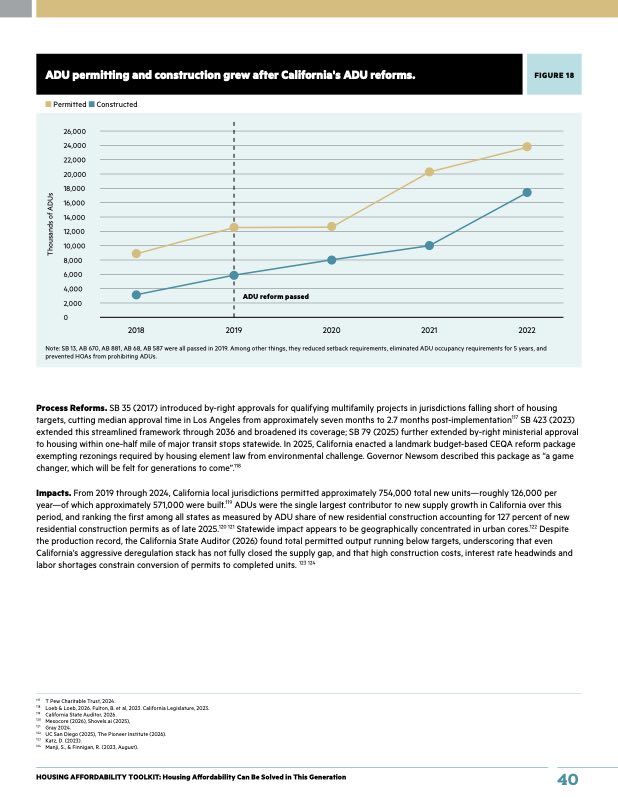 ADU permitting and construction grew after California's ADU reforms.
FIGURE 18
Permitted Constructed
Thousands of ADUs
26,000
24,000
22,000
20,000
18,000
16,000
14,000
12,000
10,000
8,000
6,000
4,000
2,000
0
ADU reform passed
2018 2019 2020 2021 2022
Note: SB 13, AB 670, AB 881, AB 68, AB 587 were all passed in 2019. Among other things, they reduced setback requirements, eliminated ADU occupancy requirements for 5 years, and
prevented HOAs from prohibiting ADUs.
Process Reforms. SB 35 (2017) introduced by-right approvals for qualifying multifamily projects in jurisdictions falling short of housing
targets, cutting median approval time in Los Angeles from approximately seven months to 2.7 months post-implementation117 SB 423 (2023)
extended this streamlined framework through 2036 and broadened its coverage; SB 79 (2025) further extended by-right ministerial approval
to housing within one-half mile of major transit stops statewide. In 2025, California enacted a landmark budget-based CEQA reform package
exempting rezonings required by housing element law from environmental challenge. Governor Newsom described this package as "a game
changer, which will be felt for generations to come".118
Impacts. From 2019 through 2024, California local jurisdictions permitted approximately 754,000 total new units—roughly 126,000 per
year—of which approximately 571,000 were built.119 ADUs were the single largest contributor to new supply growth in California over this
period, and ranking the first among all states as measured by ADU share of new residential construction accounting for 127 percent of new
residential construction permits as of late 2025.120 121 Statewide impact appears to be geographically concentrated in urban cores.122 Despite
the production record, the California State Auditor (2026) found total permitted output running below targets, underscoring that even
California's aggressive deregulation stack has not fully closed the supply gap, and that high construction costs, interest rate headwinds and
labor shortages constrain conversion of permits to completed units. 123 124
117 T Pew Charitable Trust, 2024.
118 Loeb & Loeb, 2026. Fulton, B. et al, 2023. California Legislature, 2023.
119 California State Auditor, 2026.
120 Mesocore (2026), Shovels.ai (2025),
121 Gray 2024.
122 UC San Diego (2025), The Pioneer Institute (2026).
123 Katz, D. (2023)
124 Manji, S., & Finnigan, R. (2023, August).
HOUSING AFFORDABILITY TOOLKIT: Housing Affordability Can Be Solved in This Generation
40